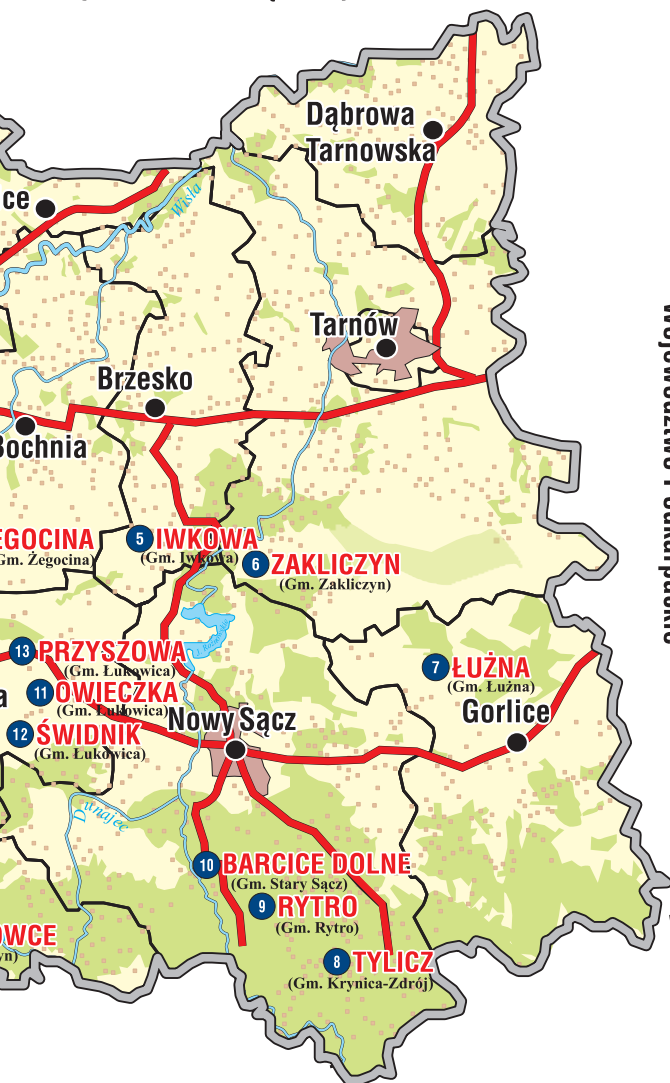 Dąbrowa
Tarnowska
ce
Wisła
Tarnów
Brzesko
Bochnia
EGOCINA
Gm. Żegocina)
5 IWKOWA
(Gm. Iwkowa)
6 ZAKLICZYN
(Gm. Zakliczyn)
13 PRZYSZOWA
(Gm. Łukowica)
7 ŁUŻNA
(Gm. Łużna)
11 OWIECZKA
(Gm. Łukowica)
a
Nowy Sącz
Gorlice
12 ŚWIDNIK
(Gm. Łukowica)
Dunajec
10 BARCICE DOLNE
(Gm. Stary Sącz)
9 RYTRO
(Gm. Rytro)
OWCE
yn)
8 TYLICZ
(Gm. Krynica-Zdrój)